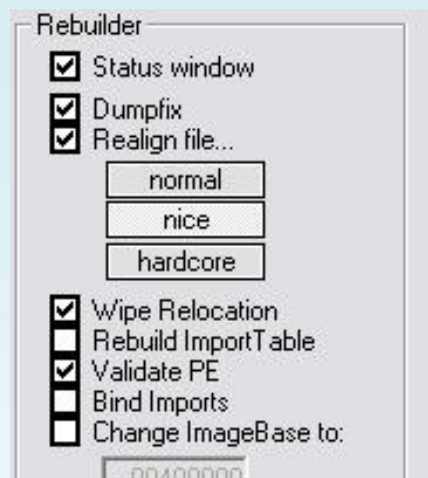 Rebuilder
Status window
Dumpfix
Realign file...
normal
nice
hardcore
Wipe Relocation
Rebuild ImportTable
Validate PE
Bind Imports
Change ImageBase to: